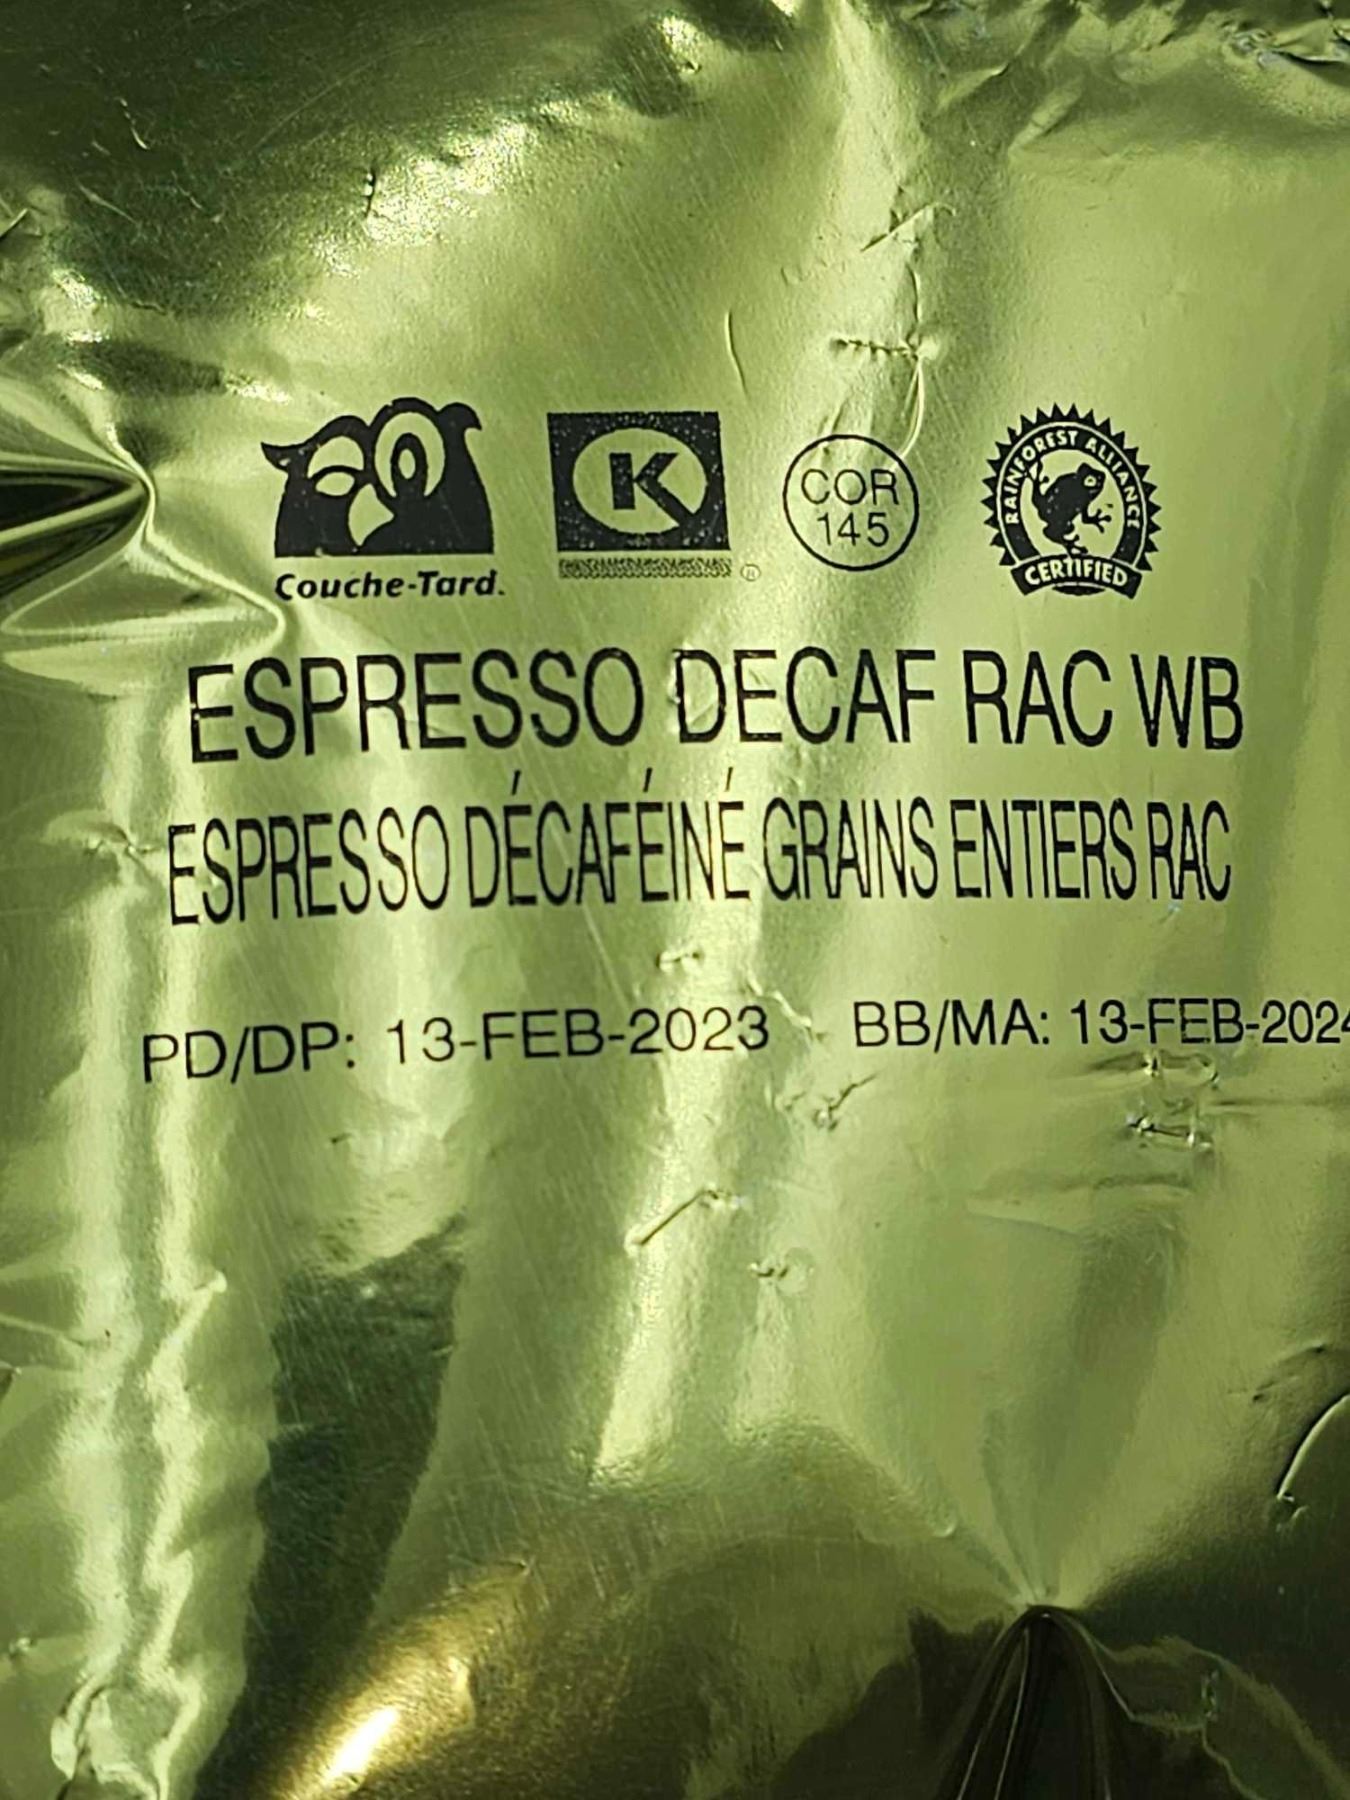 Couche-Tard.
K
®
COR
145
RAINFOREST ALLIANCE
CERTIFIED
ESPRESSO DECAF RAC WB
ESPRESSO DÉCAFÉINÉ GRAINS ENTIERS RAC
PD/DP: 13-FEB-2023 BB/MA: 13-FEB-2024